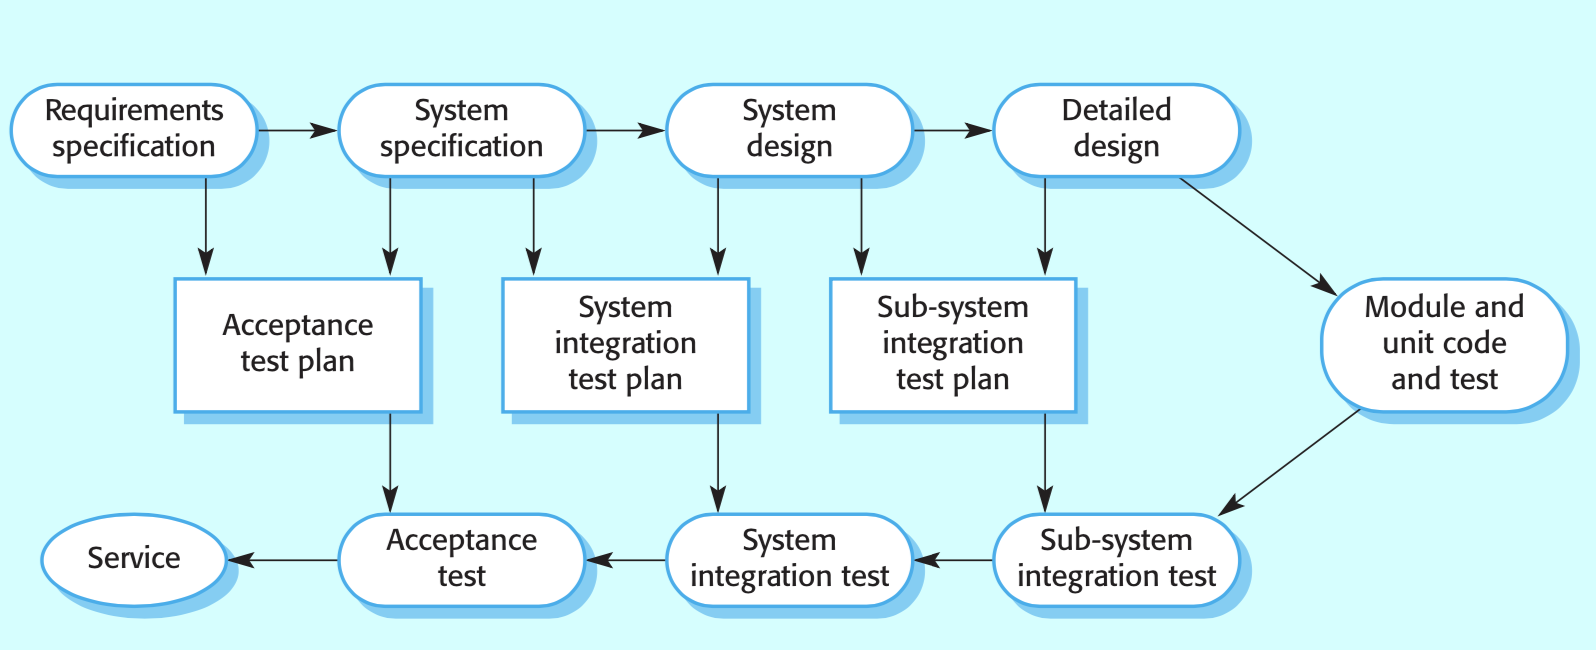 Requirements
specification
System
specification
System
design
Detailed
design
Acceptance
test plan
System
integration
test plan
Sub-system
integration
test plan
Module and
unit code
and test
Service
Acceptance
test
System
integration test
Sub-system
integration test